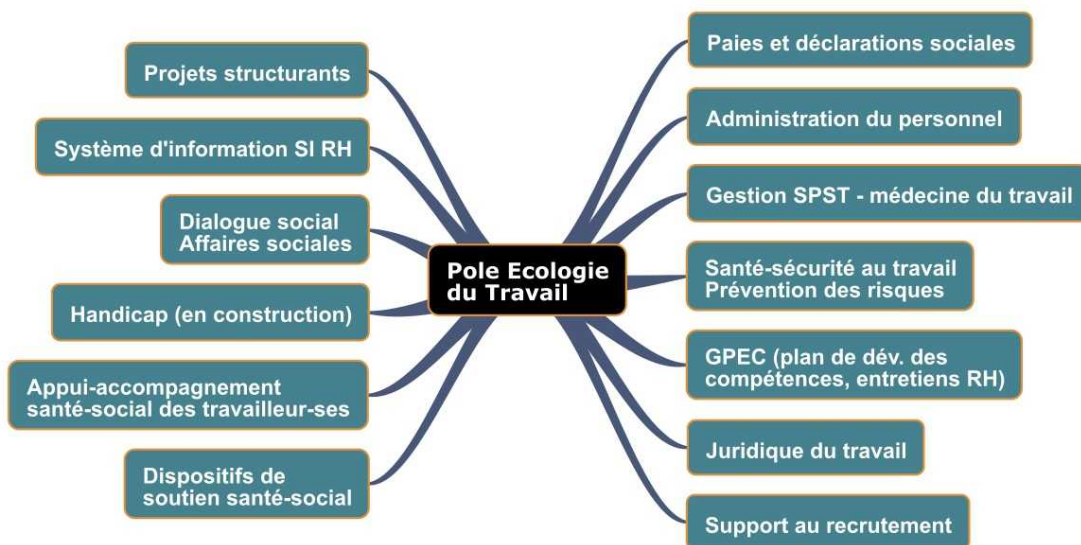 Projets structurants
Système d'information SI RH
Dialogue social
Affaires sociales
Handicap (en construction)
Appui-accompagnement
santé-social des travailleur-ses
Dispositifs de
soutien santé-social
Pole Ecologie
du Travail
Paies et déclarations sociales
Administration du personnel
Gestion SPST - médecine du travail
Santé-sécurité au travail
Prévention des risques
GPEC (plan de dév. des
compétences, entretiens RH)
Juridique du travail
Support au recrutement